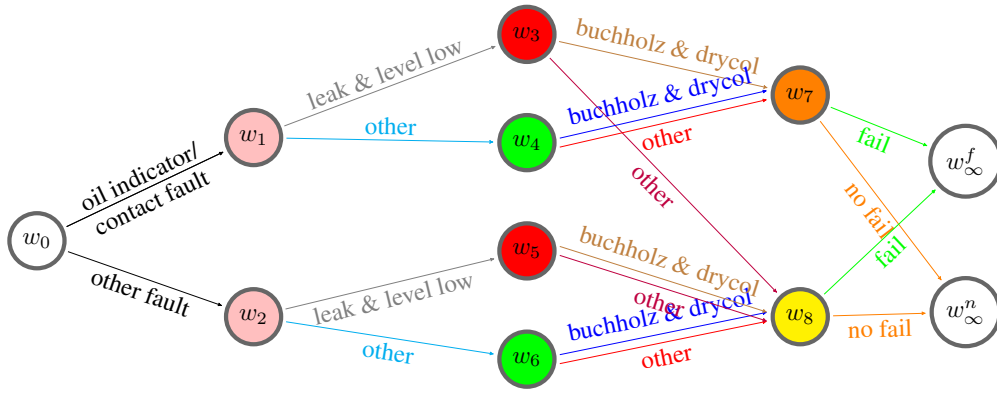 w₃
buchholz & drycol
leak & level low
w₇
buchholz & drycol
w₁
other
w₄
other
fail
w_∞^f
oil indicator/
contact fault
other
no fail
w₀
fail
other fault
w₅
buchholz & drycol
leak & level low
other
w₂
buchholz & drycol
w₈
no fail
w_∞^n
other
w₆
other